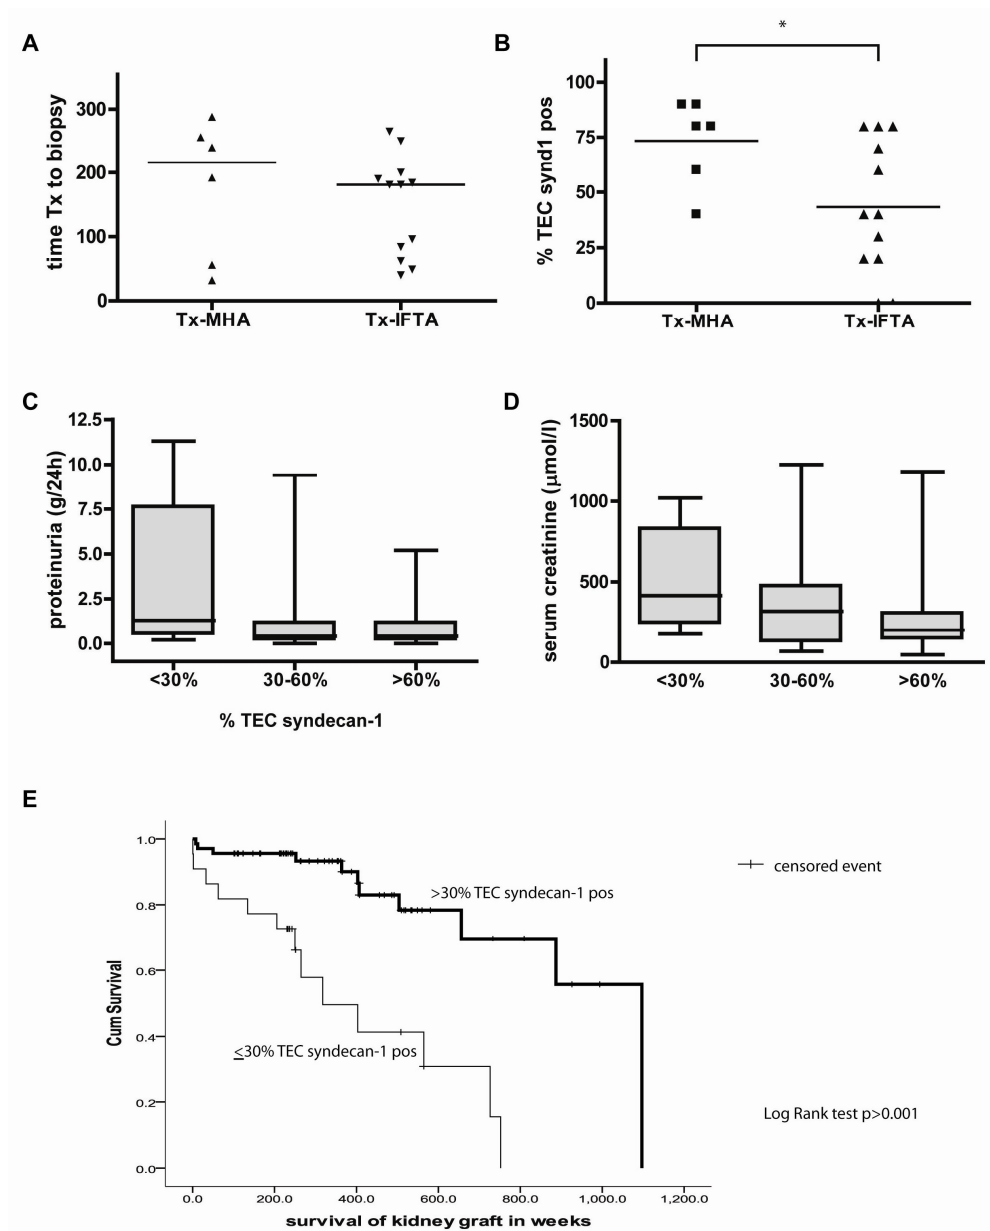 A
time Tx to biopsy
300
200
100
0
Tx-MHA
Tx-IFTA
B
*
% TEC synd1 pos
100
75
50
25
0
Tx-MHA
Tx-IFTA
C
proteinuria (g/24h)
12.5
10.0
7.5
5.0
2.5
0.0
<30%
30-60%
>60%
% TEC syndecan-1
D
serum creatinine (µmol/l)
1500
1000
500
0
<30%
30-60%
>60%
E
Cum Survival
1.0
0.8
0.6
0.4
0.2
0.0
censored event
>30% TEC syndecan-1 pos
≤30% TEC syndecan-1 pos
Log Rank test p>0.001
0.0
200.0
400.0
600.0
800.0
1,000.0
1,200.0
survival of kidney graft in weeks